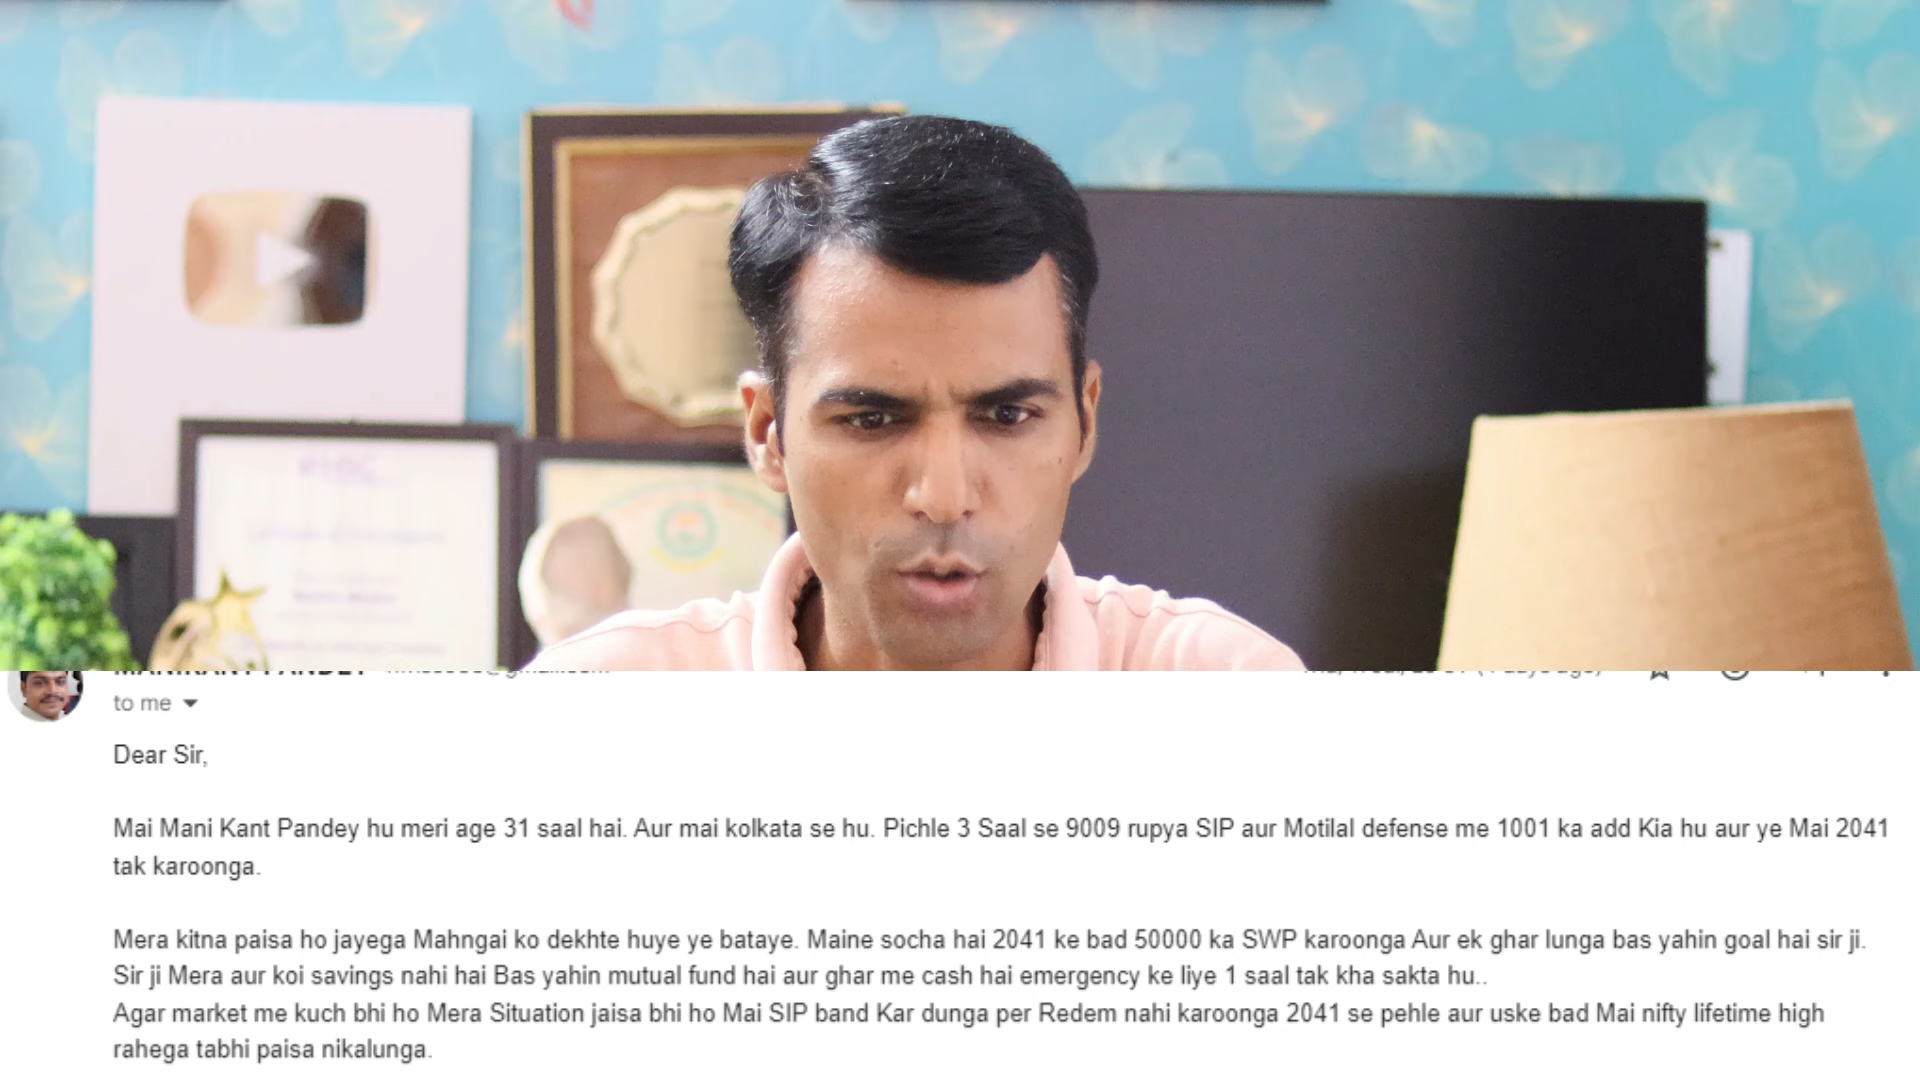 to me
Dear Sir,
Mai Mani Kant Pandey hu meri age 31 saal hai. Aur mai kolkata se hu. Pichle 3 Saal se 9009 rupya SIP aur Motilal defense me 1001 ka add Kia hu aur ye Mai 2041
tak karoonga.
Mera kitna paisa ho jayega Mahngai ko dekhte huye ye bataye. Maine socha hai 2041 ke bad 50000 ka SWP karoonga Aur ek ghar lunga bas yahin goal hai sir ji.
Sir ji Mera aur koi savings nahi hai Bas yahin mutual fund hai aur ghar me cash hai emergency ke liye 1 saal tak kha sakta hu..
Agar market me kuch bhi ho Mera Situation jaisa bhi ho Mai SIP band Kar dunga per Redem nahi karoonga 2041 se pehle aur uske bad Mai nifty lifetime high
rahega tabhi paisa nikalunga.